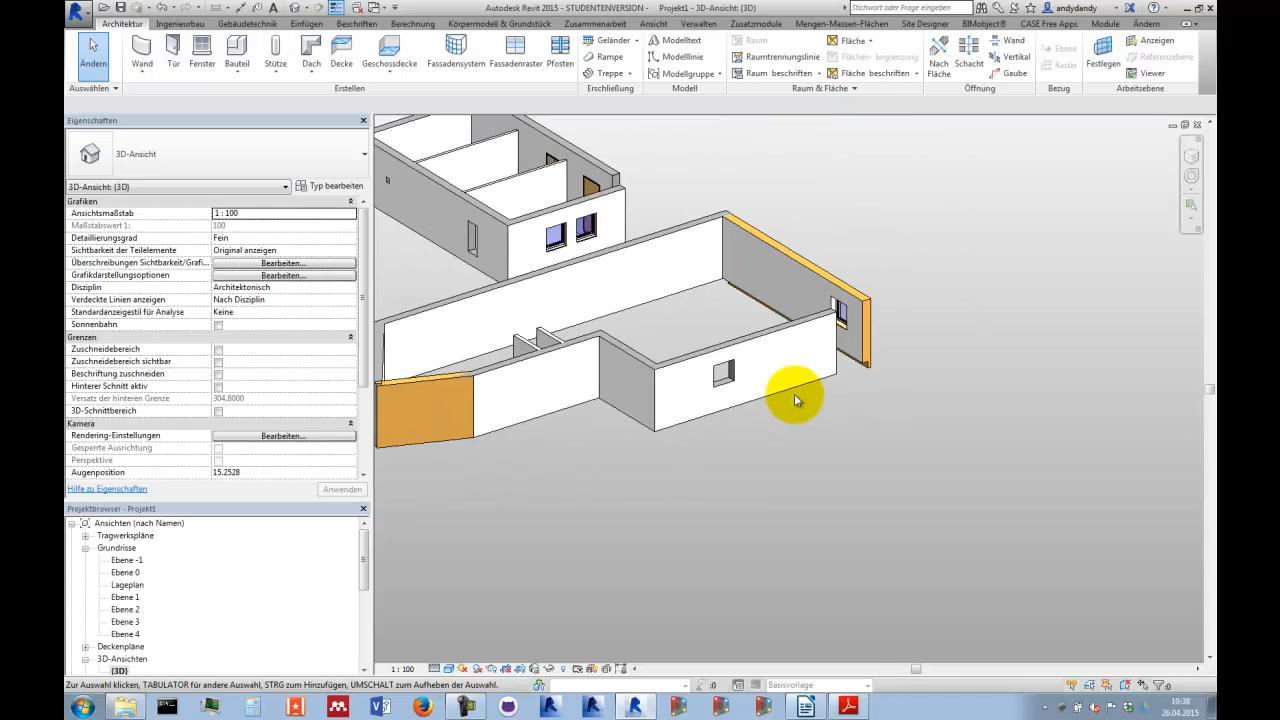 Autodesk Revit 2015 - STUDENTENVERSION - Projekt1 - 3D-Ansicht: {3D}
Stichwort oder Frage eingeben
andydandy
Architektur
Ingenieurbau
Gebäudetechnik
Einfügen
Beschriften
Berechnung
Körpermodell & Grundstück
Zusammenarbeit
Ansicht
Verwalten
Zusatzmodule
Mengen-Massen-Flächen
Site Designer
BIMobject®
CASE Free Apps
Module
Ändern
Ändern
Wand
Tür
Fenster
Bauteil
Stütze
Dach
Decke
Geschossdecke
Fassadensystem
Fassadenraster
Pfosten
Geländer
Rampe
Treppe
Modelltext
Modelllinie
Modellgruppe
Raum
Raumtrennungslinie
Raum beschriften
Fläche
Flächen- begrenzung
Fläche beschriften
Nach Fläche
Schacht
Wand
Vertikal
Gaube
Ebene
Raster
Festlegen
Anzeigen
Referenzebene
Viewer
Auswählen
Erstellen
Erschließung
Modell
Raum & Fläche
Öffnung
Bezug
Arbeitsebene
Eigenschaften
3D-Ansicht
3D-Ansicht: {3D}
Typ bearbeiten
Grafiken
Ansichtsmaßstab 1 : 100
Maßstabswert 1: 100
Detaillierungsgrad Fein
Sichtbarkeit der Teilelemente Original anzeigen
Überschreibungen Sichtbarkeit/Grafi... Bearbeiten...
Grafikdarstellungsoptionen Bearbeiten...
Disziplin Architektonisch
Verdeckte Linien anzeigen Nach Disziplin
Standardanzeigestil für Analyse Keine
Sonnenbahn
Grenzen
Zuschneidebereich
Zuschneidebereich sichtbar
Beschriftung zuschneiden
Hinterer Schnitt aktiv
Versatz der hinteren Grenze 304.8000
3D-Schnittbereich
Kamera
Rendering-Einstellungen Bearbeiten...
Gesperte Ausrichtung
Perspektive
Augenposition 15.2528
Hilfe zu Eigenschaften
Anwenden
Projektbrowser - Projekt1
Ansichten (nach Namen)
Tragwerkspläne
Grundrisse
Ebene -1
Ebene 0
Lageplan
Ebene 1
Ebene 2
Ebene 3
Ebene 4
Deckenpläne
3D-Ansichten
{3D}
1 : 100
Zur Auswahl klicken, TABULATOR für andere Auswahl, STRG zum Hinzufügen, UMSCHALT zum Aufheben der Auswahl.
:0
Basisvorlage
:0
10:38
26.04.2015